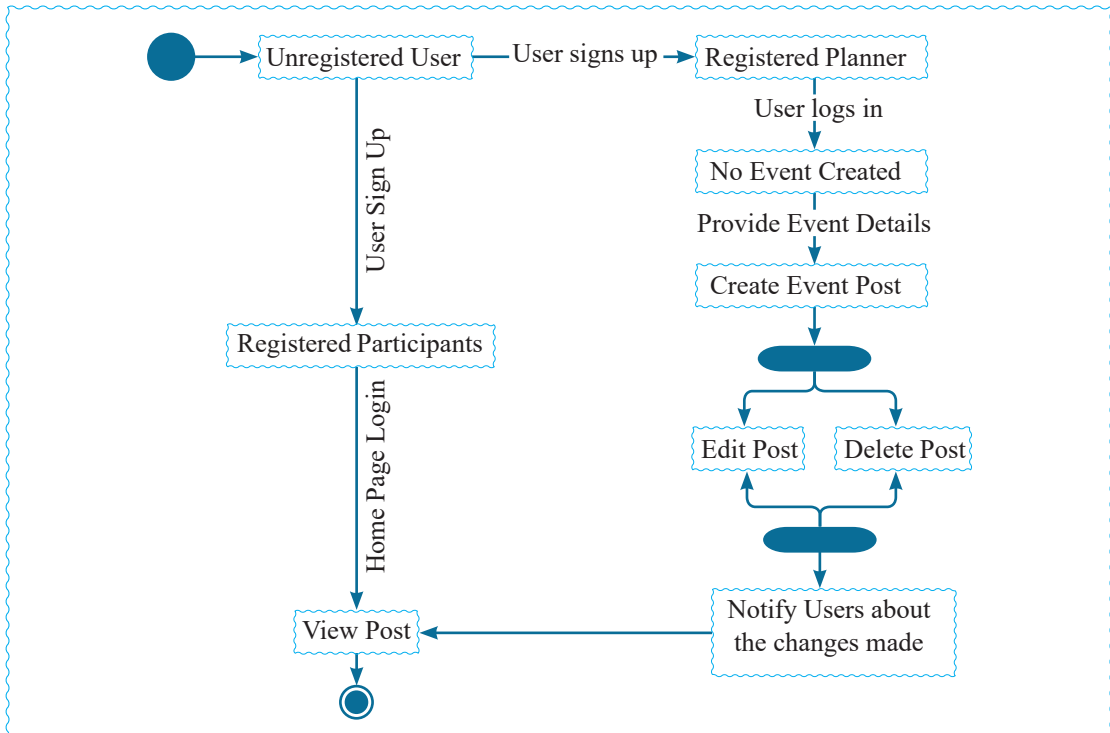 Unregistered User
User signs up
Registered Planner
User logs in
No Event Created
Provide Event Details
Create Event Post
User Sign Up
Registered Participants
Edit Post
Delete Post
Home Page Login
Notify Users about
the changes made
View Post